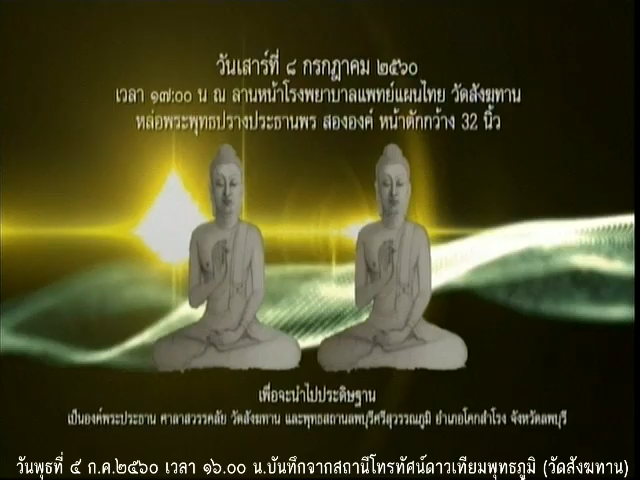 วันเสาร์ที่ ๘ กรกฎาคม ๒๕๖๐
เวลา ๑๗:๐๐ น ณ ลานหน้าโรงพยาบาลแพทย์แผนไทย วัดสังฆทาน
หล่อพระพุทธปรางประธานพร สององค์ หน้าตักกว้าง 32 นิ้ว
เพื่อจะนำไปประดิษฐาน
เป็นองค์พระประธาน ศาลาสวรรคลัย วัดสังฆทาน และพุทธสถานลพบุรีศรีสุวรรณภูมิ อำเภอโคกสำโรง จังหวัดลพบุรี
วันพุธที่ ๕ ก.ค.๒๕๖๐ เวลา ๑๖.๐๐ น.บันทึกจากสถานีโทรทัศน์ดาวเทียมพุทธภูมิ (วัดสังฆทาน)